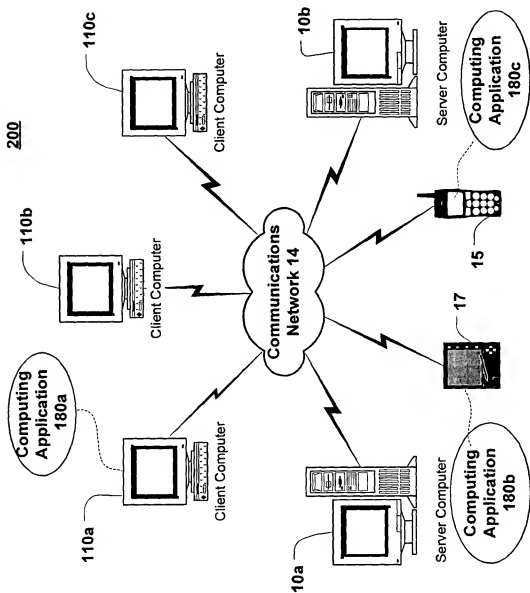 200
110a
Computing
Application
180a
Client Computer
110b
Client Computer
110c
Client Computer
Communications
Network 14
10a
Server Computer
Computing
Application
180b
17
15
10b
Server Computer
Computing
Application
180c